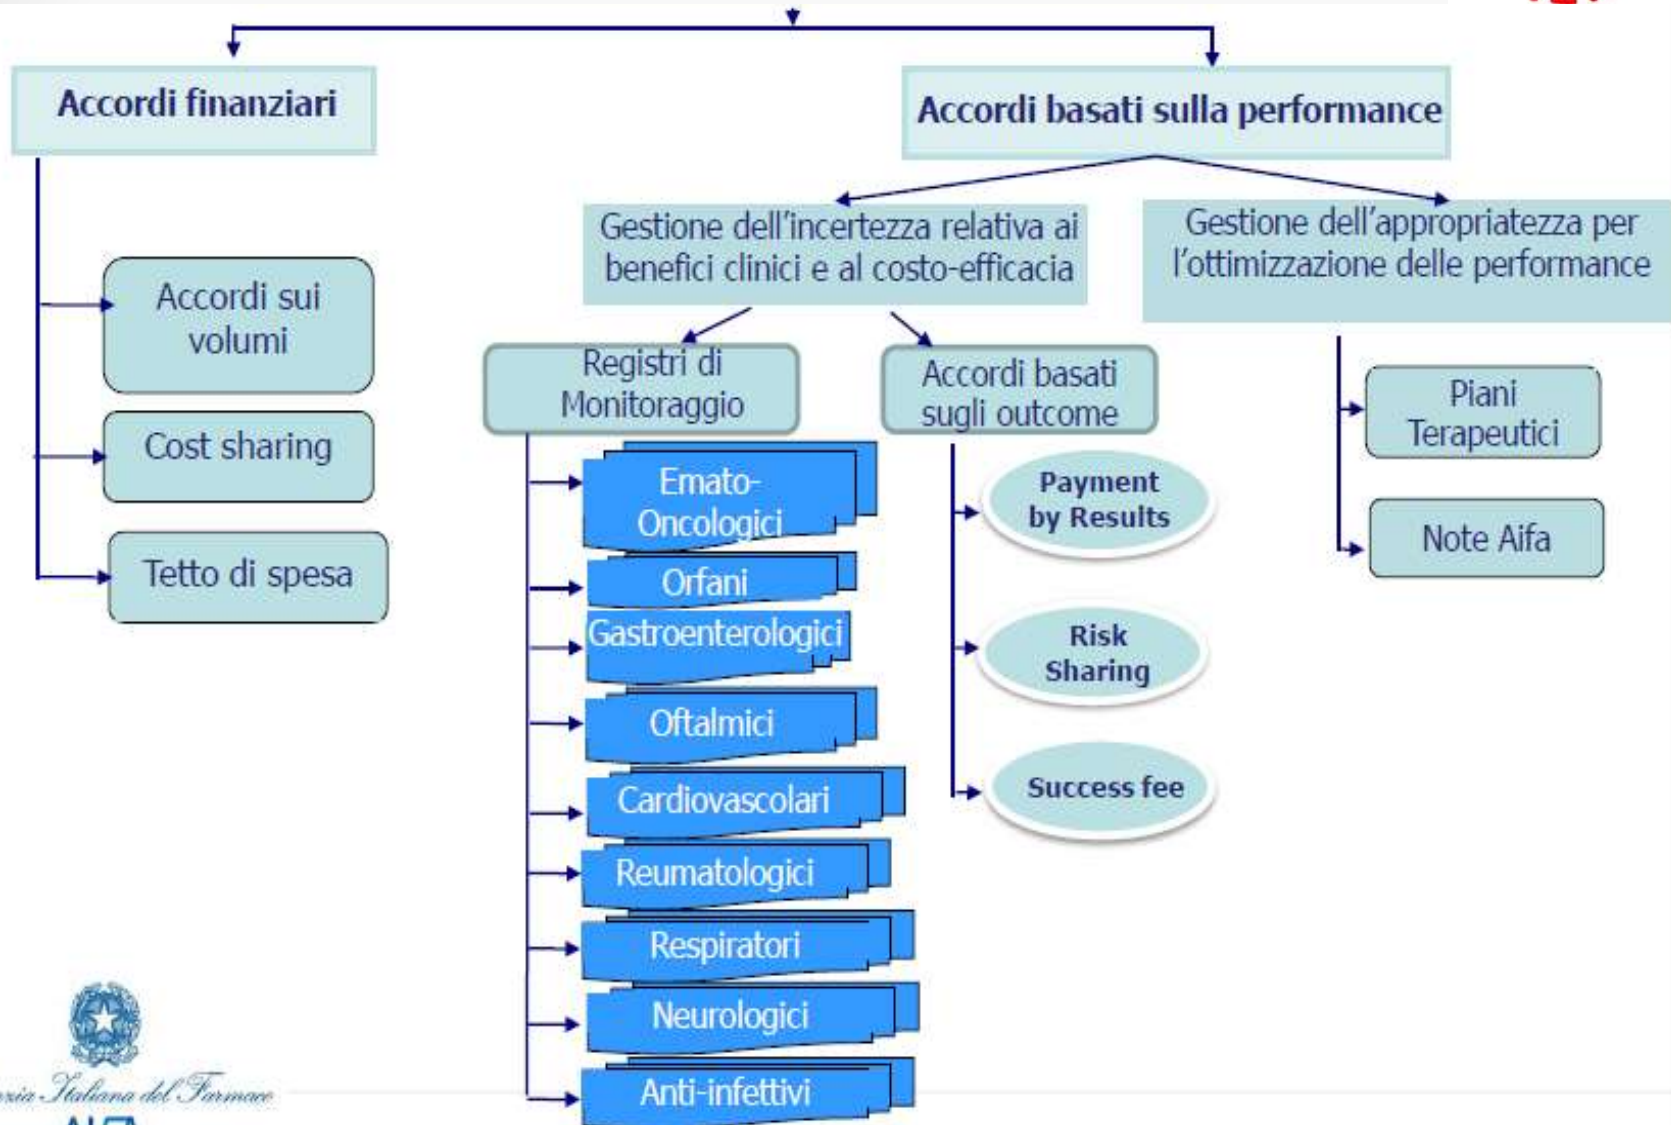 Accordi finanziari
Accordi basati sulla performance
Gestione dell'incertezza relativa ai
benefici clinici e al costo-efficacia
Gestione dell'appropriatezza per
l'ottimizzazione delle performance
Accordi sui
volumi
Cost sharing
Tetto di spesa
Registri di
Monitoraggio
Accordi basati
sugli outcome
Piani
Terapeutici
Note Aifa
Emato-
Oncologici
Orfani
Gastroenterologici
Oftalmici
Cardiovascolari
Reumatologici
Respiratori
Neurologici
Anti-infettivi
Payment
by Results
Risk
Sharing
Success fee
Italiana del Farmaco